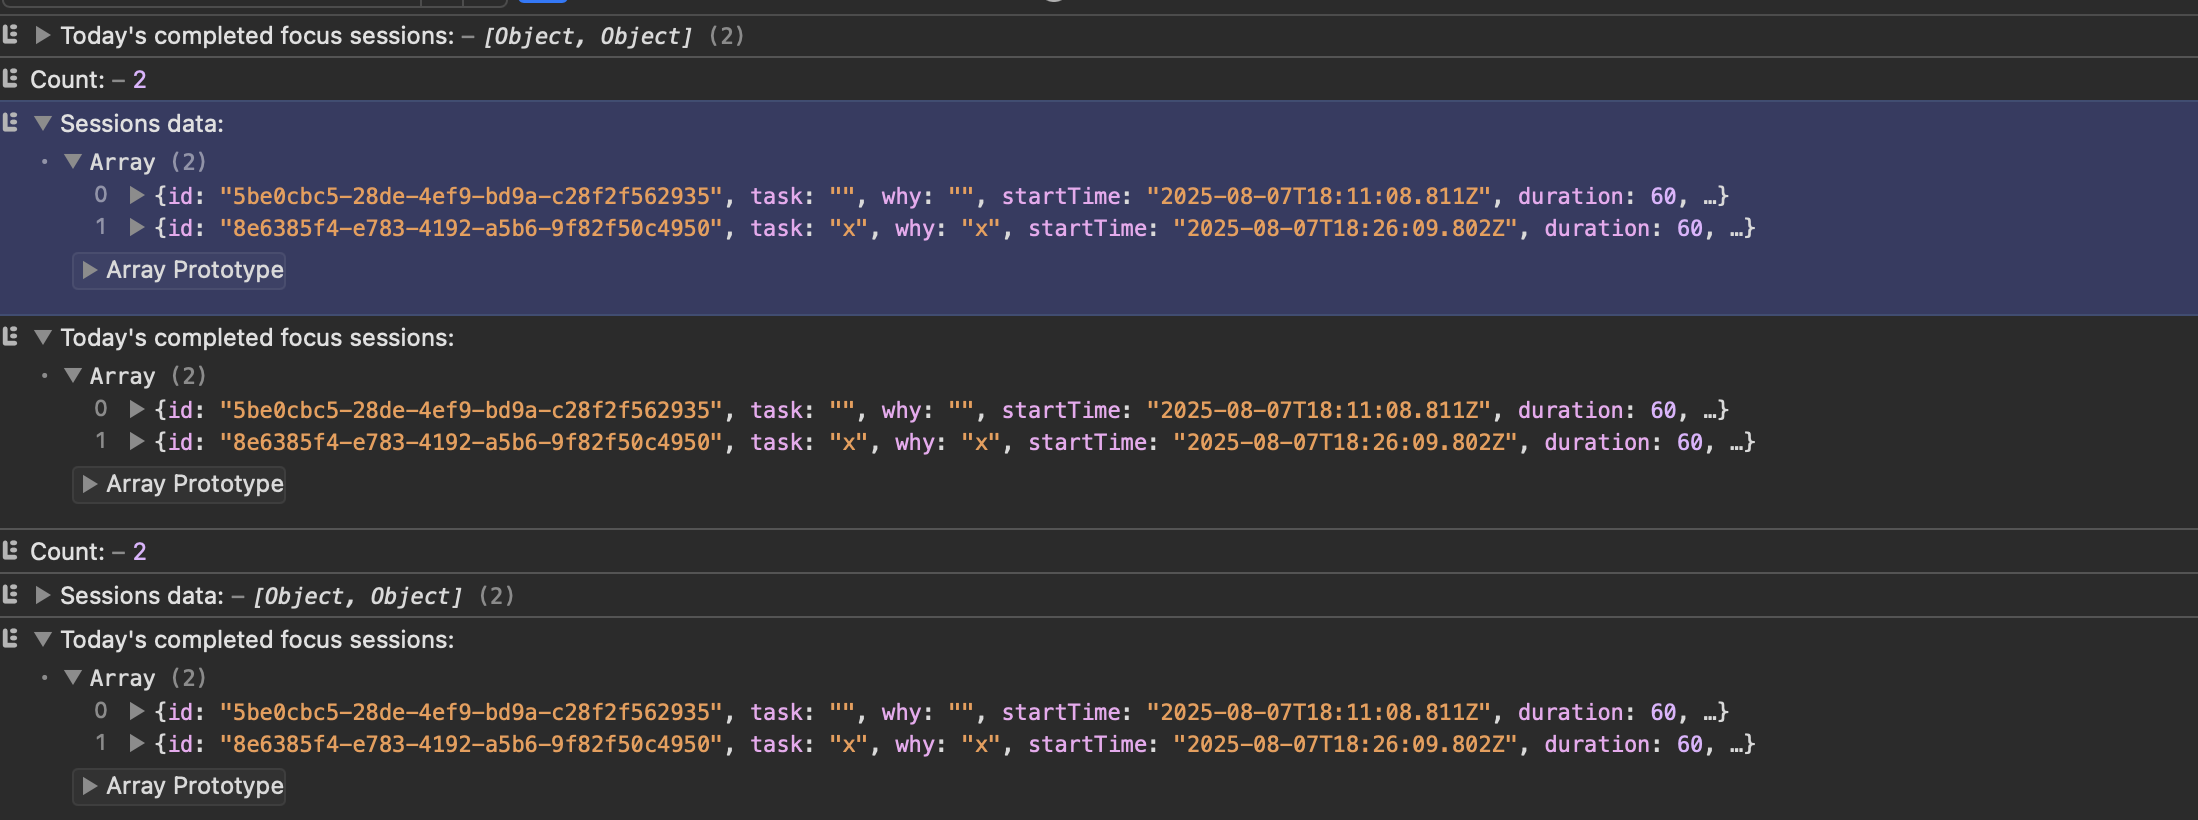 Today's completed focus sessions: – [Object, Object] (2)
Count: – 2
Sessions data:
Array (2)
0 {id: "5be0cbc5-28de-4ef9-bd9a-c28f2f562935", task: "", why: "", startTime: "2025-08-07T18:11:08.811Z", duration: 60, …}
1 {id: "8e6385f4-e783-4192-a5b6-9f82f50c4950", task: "x", why: "x", startTime: "2025-08-07T18:26:09.802Z", duration: 60, …}
Array Prototype
Today's completed focus sessions:
Array (2)
0 {id: "5be0cbc5-28de-4ef9-bd9a-c28f2f562935", task: "", why: "", startTime: "2025-08-07T18:11:08.811Z", duration: 60, …}
1 {id: "8e6385f4-e783-4192-a5b6-9f82f50c4950", task: "x", why: "x", startTime: "2025-08-07T18:26:09.802Z", duration: 60, …}
Array Prototype
Count: – 2
Sessions data: – [Object, Object] (2)
Today's completed focus sessions:
Array (2)
0 {id: "5be0cbc5-28de-4ef9-bd9a-c28f2f562935", task: "", why: "", startTime: "2025-08-07T18:11:08.811Z", duration: 60, …}
1 {id: "8e6385f4-e783-4192-a5b6-9f82f50c4950", task: "x", why: "x", startTime: "2025-08-07T18:26:09.802Z", duration: 60, …}
Array Prototype